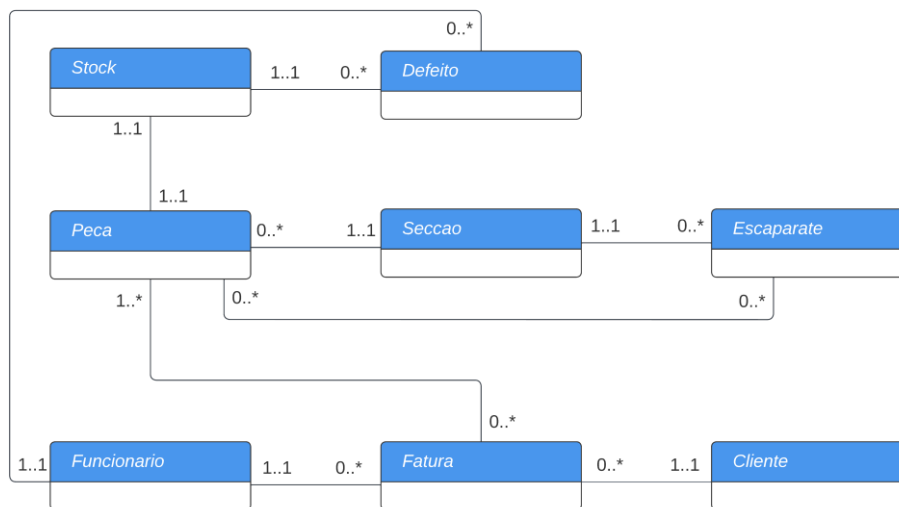 0..*
Stock
1..1
0..*
Defeito
1..1
1..1
Peca
0..*
1..1
Seccao
1..1
0..*
Escaparate
1..*
0..*
0..*
0..*
1..1
Funcionario
1..1
0..*
Fatura
0..*
1..1
Cliente